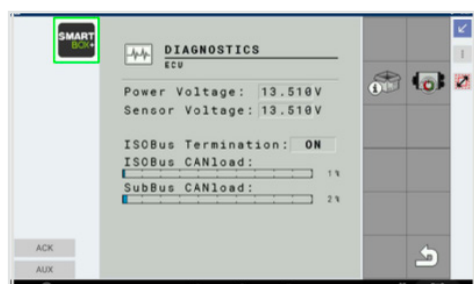 SMART
BOX+
DIAGNOSTICS
ECU
Power Voltage: 13.510V
Sensor Voltage: 13.510V
ISOBus Termination: ON
ISOBus CANload:
1%
SubBus CANload:
2%
ACK
AUX